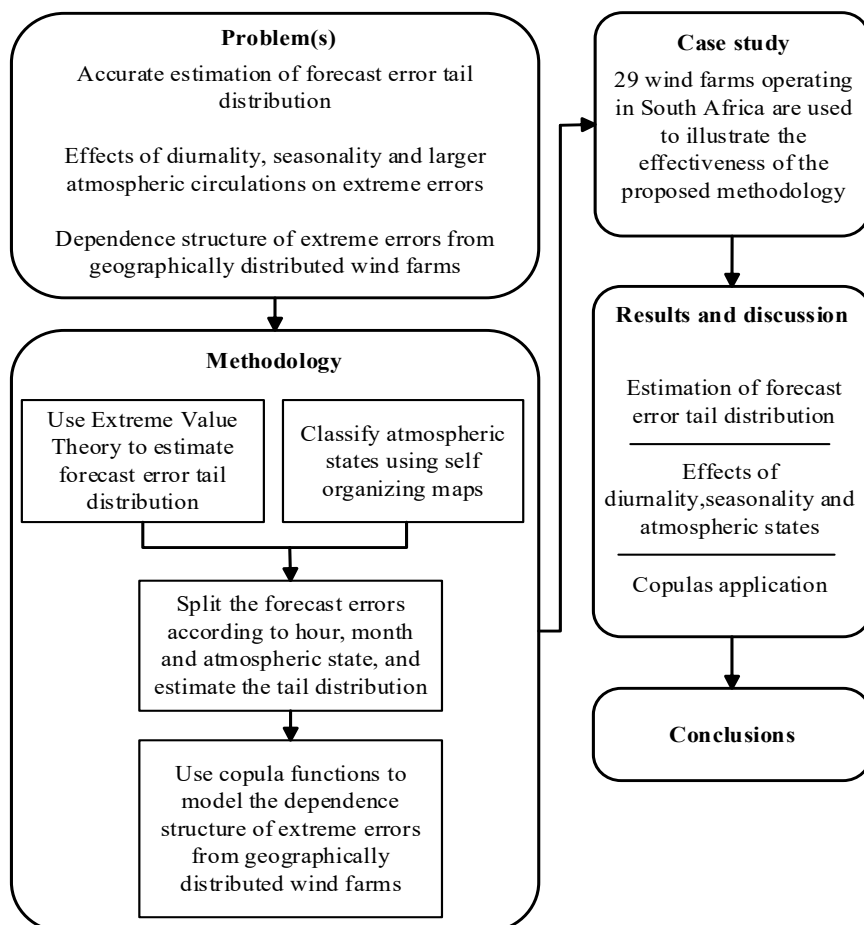 Problem(s)
Accurate estimation of forecast error tail
distribution
Effects of diurnality, seasonality and larger
atmospheric circulations on extreme errors
Dependence structure of extreme errors from
geographically distributed wind farms
Methodology
Use Extreme Value
Theory to estimate
forecast error tail
distribution
Classify atmospheric
states using self
organizing maps
Split the forecast errors
according to hour, month
and atmospheric state, and
estimate the tail distribution
Use copula functions to
model the dependence
structure of extreme errors
from geographically
distributed wind farms
Case study
29 wind farms operating
in South Africa are used
to illustrate the
effectiveness of the
proposed methodology
Results and discussion
Estimation of forecast
error tail distribution
Effects of
diurnality,seasonality and
atmospheric states
Copulas application
Conclusions